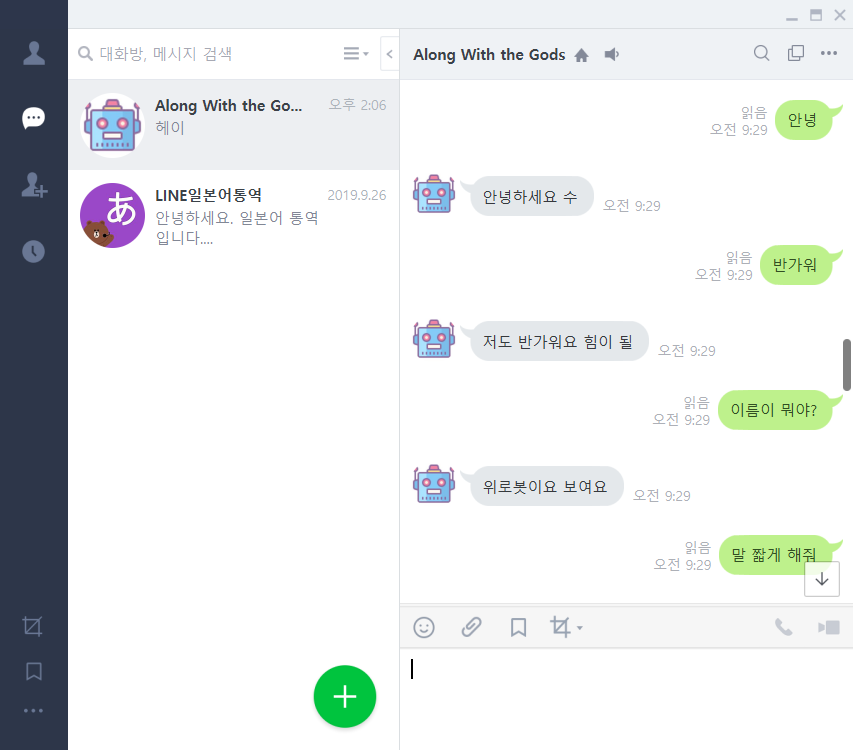 대화방, 메시지 검색
Along With the Go...
오후 2:06
헤이
LINE일본어통역
2019.9.26
안녕하세요. 일본어 통역
입니다....
あ
Along With the Gods
읽음
오전 9:29
안녕
안녕하세요 수
오전 9:29
읽음
오전 9:29
반가워
저도 반가워요 힘이 될
오전 9:29
읽음
오전 9:29
이름이 뭐야?
위로봇이요 보여요
오전 9:29
읽음
오전 9:29
말 짧게 해줘